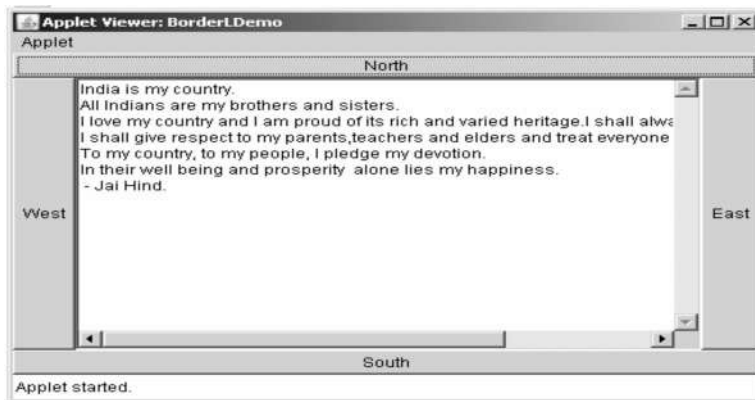 Applet Viewer: BorderLDemo
Applet
North
India is my country.
All Indians are my brothers and sisters.
I love my country and I am proud of its rich and varied heritage.I shall alwa
I shall give respect to my parents,teachers and elders and treat everyone
To my country, to my people, I pledge my devotion.
In their well being and prosperity alone lies my happiness.
- Jai Hind.
West
East
South
Applet started.